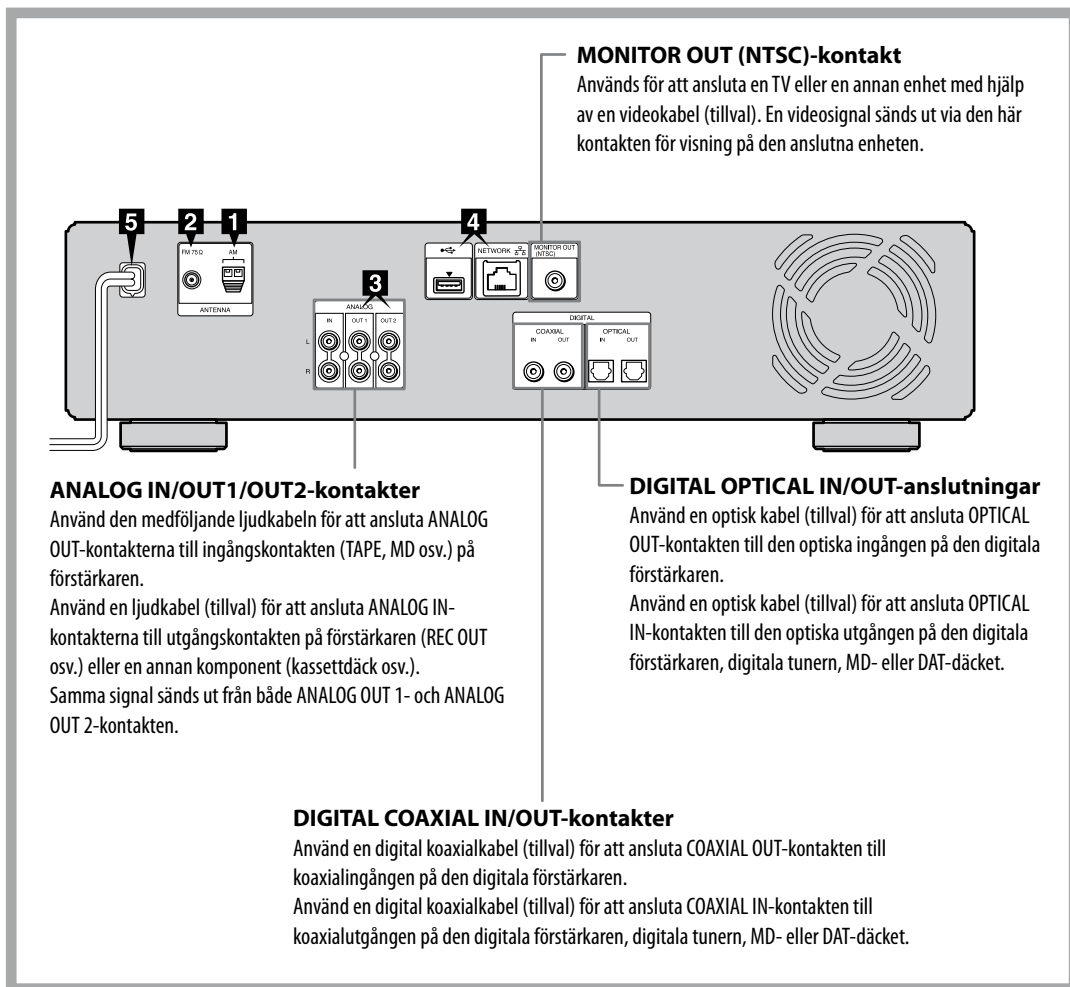 MONITOR OUT (NTSC)-kontakt
Används för att ansluta en TV eller en annan enhet med hjälp
av en videokabel (tillval). En videosignal sänds ut via den här
kontakten för visning på den anslutna enheten.
5
2
1
4
FM 75Ω
AM
ANTENNA
NETWORK
MONITOR OUT
(NTSC)
3
ANALOG
IN
OUT 1
OUT 2
L
R
DIGITAL
COAXIAL
OPTICAL
IN
OUT
IN
OUT
ANALOG IN/OUT1/OUT2-kontakter
Använd den medföljande ljudkabeln för att ansluta ANALOG
OUT-kontakterna till ingångskontakten (TAPE, MD osv.) på
förstärkaren.
Använd en ljudkabel (tillval) för att ansluta ANALOG IN-
kontakterna till utgångskontakten på förstärkaren (REC OUT
osv.) eller en annan komponent (kassettdäck osv.).
Samma signal sänds ut från både ANALOG OUT 1- och ANALOG
OUT 2-kontakten.
DIGITAL OPTICAL IN/OUT-anslutningar
Använd en optisk kabel (tillval) för att ansluta OPTICAL
OUT-kontakten till den optiska ingången på den digitala
förstärkaren.
Använd en optisk kabel (tillval) för att ansluta OPTICAL
IN-kontakten till den optiska utgången på den digitala
förstärkaren, digitala tunern, MD- eller DAT-däcket.
DIGITAL COAXIAL IN/OUT-kontakter
Använd en digital koaxialkabel (tillval) för att ansluta COAXIAL OUT-kontakten till
koaxialingången på den digitala förstärkaren.
Använd en digital koaxialkabel (tillval) för att ansluta COAXIAL IN-kontakten till
koaxialutgången på den digitala förstärkaren, digitala tunern, MD- eller DAT-däcket.